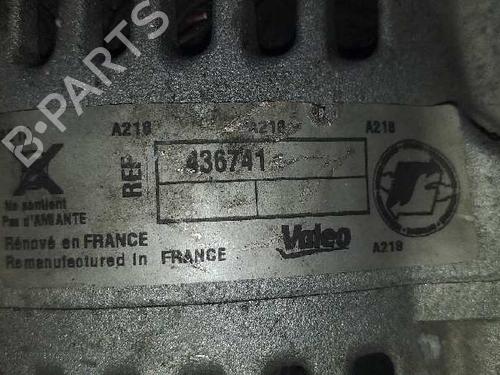 B-PARTS
A218 A218 A218
REF 436741
Ne contient
Pas d'AMIANTE
Rénové en FRANCE
Remanufactured in FRANCE
Valeo
A218